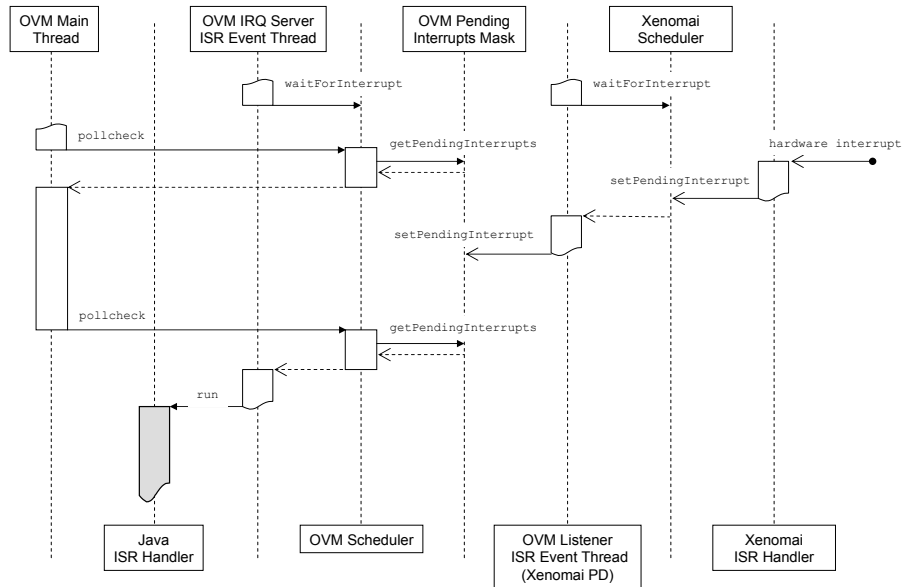 OVM Main
Thread
OVM IRQ Server
ISR Event Thread
OVM Pending
Interrupts Mask
Xenomai
Scheduler
waitForInterrupt
waitForInterrupt
pollcheck
getPendingInterrupts
hardware interrupt
setPendingInterrupt
setPendingInterrupt
pollcheck
getPendingInterrupts
run
Java
ISR Handler
OVM Scheduler
OVM Listener
ISR Event Thread
(Xenomai PD)
Xenomai
ISR Handler